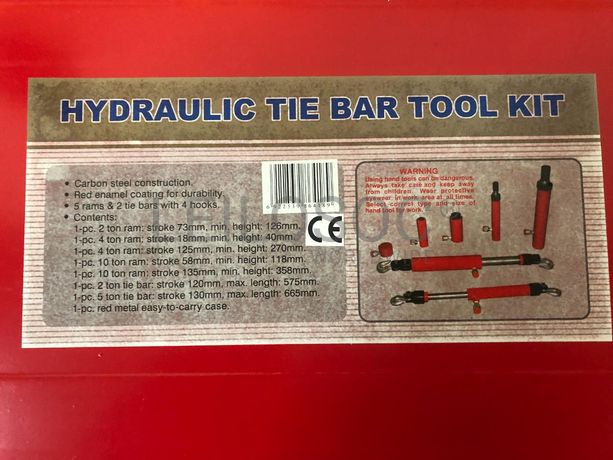 HYDRAULIC TIE BAR TOOL KIT
• Carbon steel construction.
• Red enamel coating for durability.
• 5 rams & 2 tie bars with 4 hooks.
• Contents:
1-pc. 2 ton ram: stroke 73mm, min. height: 126mm.
1-pc. 4 ton ram: stroke 18mm, min. height: 40mm.
1-pc. 4 ton ram: stroke 125mm, min. height: 270mm.
1-pc. 10 ton ram: stroke 58mm, min. height: 118mm.
1-pc. 10 ton ram: stroke 135mm, min. height: 358mm.
1-pc. 2 ton tie bar: stroke 120mm, max. length: 575mm.
1-pc. 5 ton tie bar: stroke 130mm, max. length: 665mm.
1-pc. red metal easy-to-carry case.
CE
WARNING
Using hand tools can be dangerous.
Always take care and keep away
from children. Wear protective
eyewear in work area at all times.
Select correct type and size of
hand tool for work.